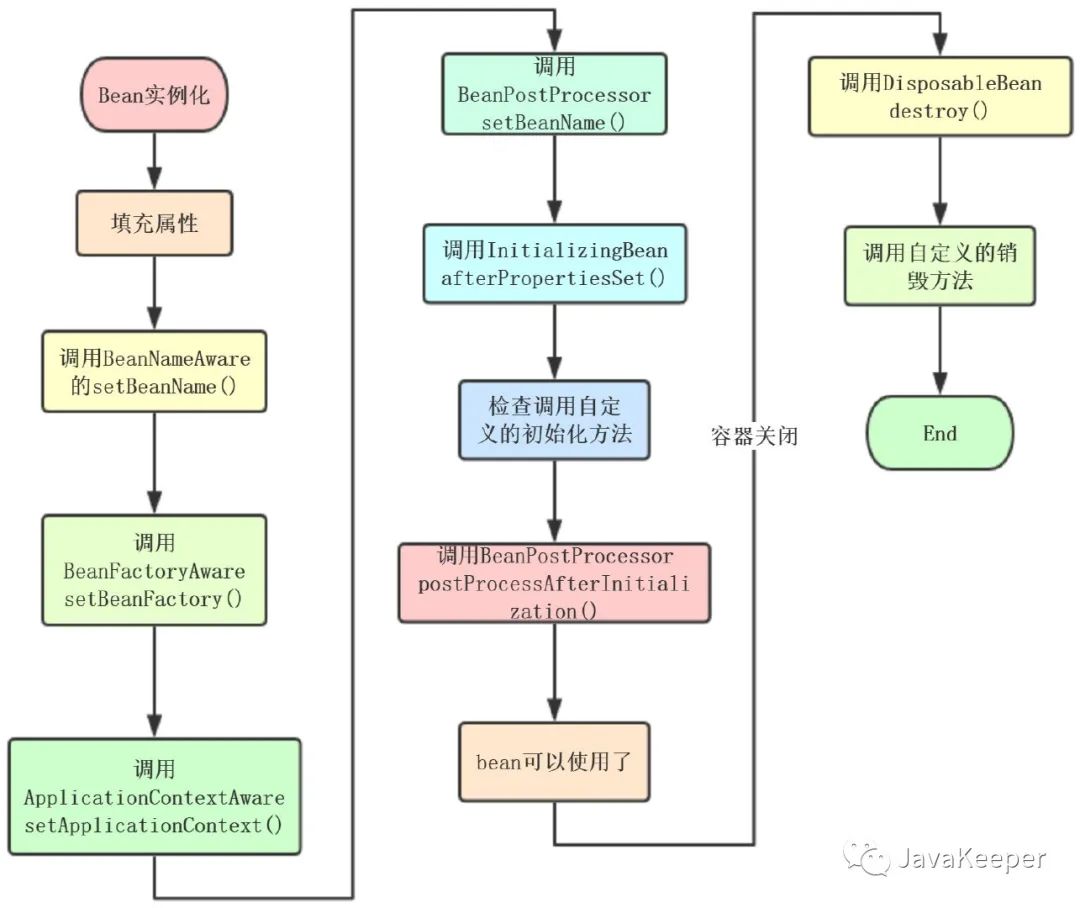 Bean实例化
填充属性
调用BeanNameAware
的setBeanName()
调用
BeanFactoryAware
setBeanFactory()
调用
ApplicationContextAware
setApplicationContext()
调用
BeanPostProcessor
setBeanName()
调用InitializingBean
afterPropertiesSet()
检查调用自定
义的初始化方法
调用BeanPostProcessor
postProcessAfterInitiali
zation()
bean可以使用了
容器关闭
调用DisposableBean
destroy()
调用自定义的销
毁方法
End
JavaKeeper